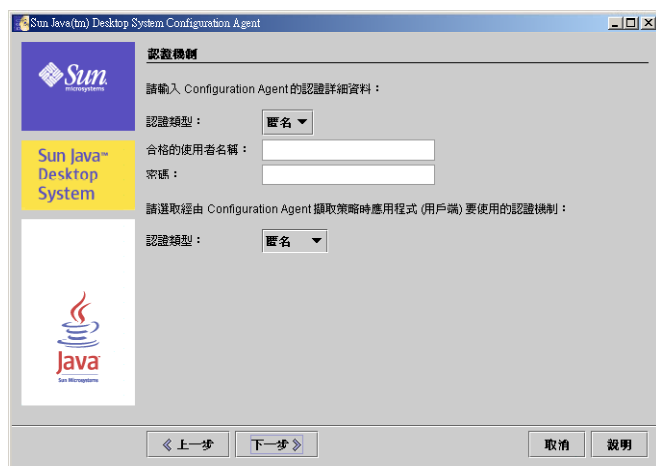 Sun Java(tm) Desktop System Configuration Agent
Sun
microsystems
Sun Java™
Desktop
System
Java
Sun Microsystems
認證機制
請輸入 Configuration Agent 的認證詳細資料：
認證類型：
匿名
合格的使用者名稱：
密碼：
請選取經由 Configuration Agent 擷取策略時應用程式 (用戶端) 要使用的認證機制：
認證類型：
匿名
上一步
下一步
取消
說明